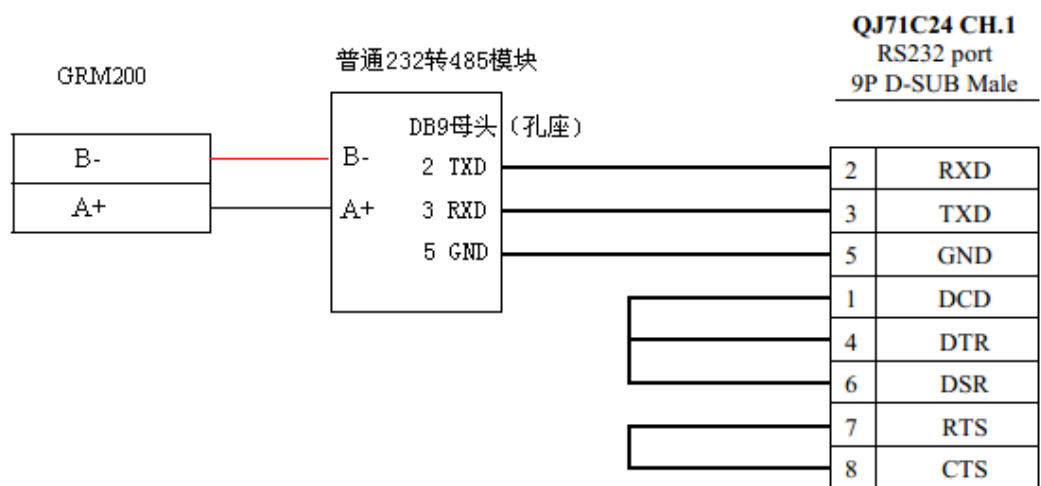 QJ71C24 CH.1
RS232 port
9P D-SUB Male
GRM200
普通232转485模块
DB9母头（孔座）
B-
A+
B-
A+
2 TXD
3 RXD
5 GND
2 RXD
3 TXD
5 GND
1 DCD
4 DTR
6 DSR
7 RTS
8 CTS